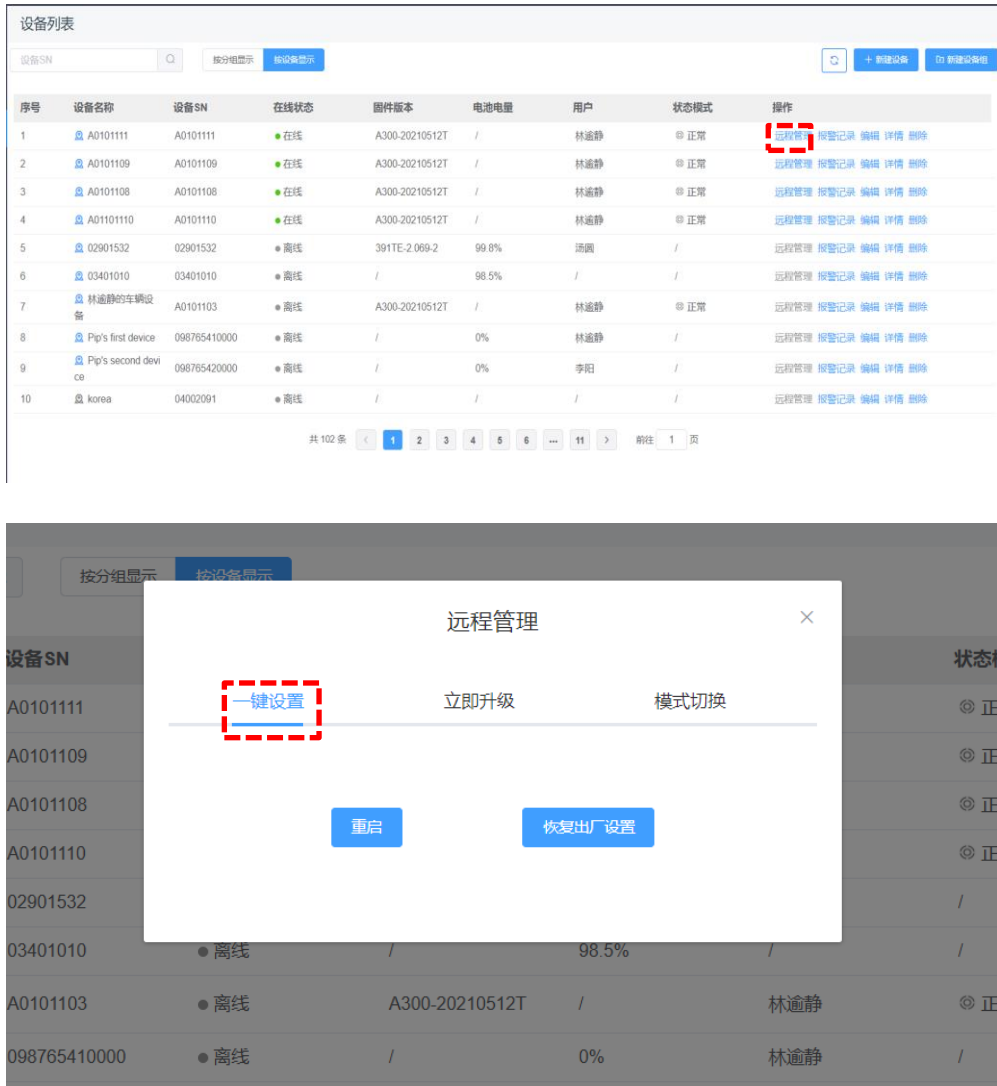 设备列表
设备SN 按分组显示 按设备显示 + 新建设备 新建设备组
序号 设备名称 设备SN 在线状态 固件版本 电池电量 用户 状态模式 操作
1 A0101111 A0101111 在线 A300-20210512T / 林逾静 正常 远程管理 报警记录 编辑 详情 删除
2 A0101109 A0101109 在线 A300-20210512T / 林逾静 正常 远程管理 报警记录 编辑 详情 删除
3 A0101108 A0101108 在线 A300-20210512T / 林逾静 正常 远程管理 报警记录 编辑 详情 删除
4 A01101110 A0101110 在线 A300-20210512T / 林逾静 正常 远程管理 报警记录 编辑 详情 删除
5 02901532 02901532 离线 391TE-2.069-2 99.8% 汤圆 / 远程管理 报警记录 编辑 详情 删除
6 03401010 03401010 离线 / 98.5% / / 远程管理 报警记录 编辑 详情 删除
7 林逾静的车辆设备 A0101103 离线 A300-20210512T / 林逾静 正常 远程管理 报警记录 编辑 详情 删除
8 Pip's first device 098765410000 离线 / 0% 林逾静 / 远程管理 报警记录 编辑 详情 删除
9 Pip's second device 098765420000 离线 / 0% 李阳 / 远程管理 报警记录 编辑 详情 删除
10 korea 04002091 离线 / / / / 远程管理 报警记录 编辑 详情 删除
共 102 条 < 1 2 3 4 5 6 ... 11 > 前往 1 页
按分组显示 按设备显示
远程管理 ×
设备SN 状态
一键设置 立即升级 模式切换
A0101111 正
A0101109 正
A0101108 正
重启 恢复出厂设置
A0101110 正
02901532 /
03401010 离线 / 98.5% / /
A0101103 离线 A300-20210512T / 林逾静 正
098765410000 离线 / 0% 林逾静 /